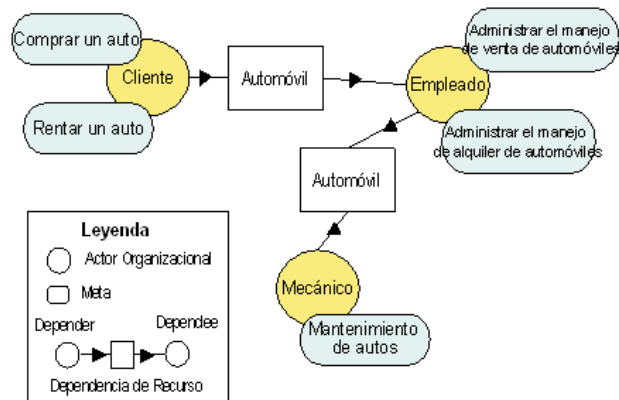 Comprar un auto
Cliente
Rentar un auto
Automóvil
Empleado
Administrar el manejo
de venta de automóviles
Administrar el manejo
de alquiler de automóviles
Automóvil
Mecánico
Mantenimiento
de autos
Leyenda
Actor Organizacional
Meta
Depender
Dependee
Dependencia de Recurso